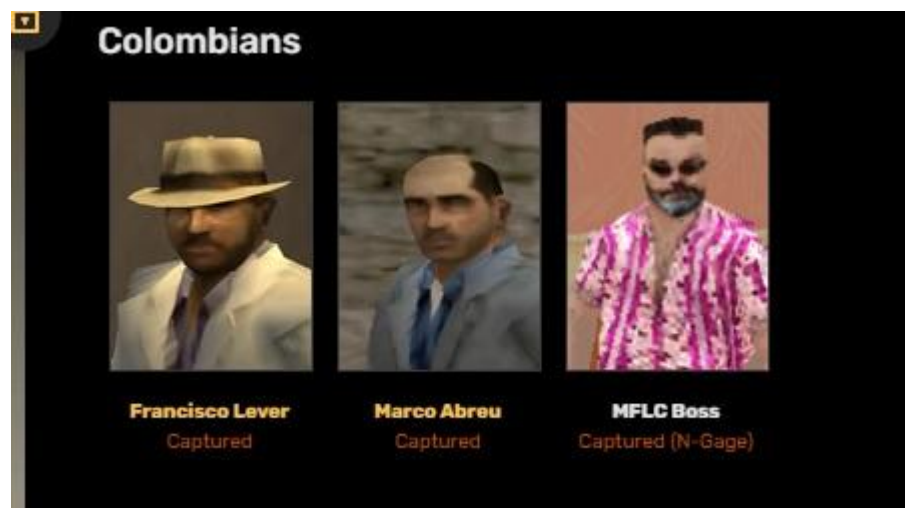 Colombians
Francisco Lever
Marco Abreu
MFLC Boss
Captured
Captured
Captured (N-Gage)